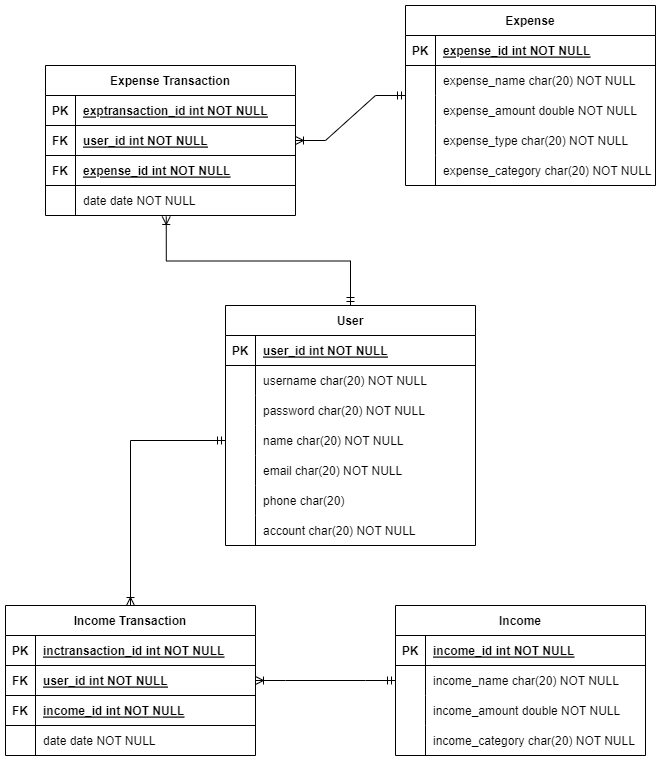 Expense
PK expense_id int NOT NULL
expense_name char(20) NOT NULL
expense_amount double NOT NULL
expense_type char(20) NOT NULL
expense_category char(20) NOT NULL
Expense Transaction
PK exptransaction_id int NOT NULL
FK user_id int NOT NULL
FK expense_id int NOT NULL
date date NOT NULL
User
PK user_id int NOT NULL
username char(20) NOT NULL
password char(20) NOT NULL
name char(20) NOT NULL
email char(20) NOT NULL
phone char(20)
account char(20) NOT NULL
Income Transaction
PK inctransaction_id int NOT NULL
FK user_id int NOT NULL
FK income_id int NOT NULL
date date NOT NULL
Income
PK income_id int NOT NULL
income_name char(20) NOT NULL
income_amount double NOT NULL
income_category char(20) NOT NULL